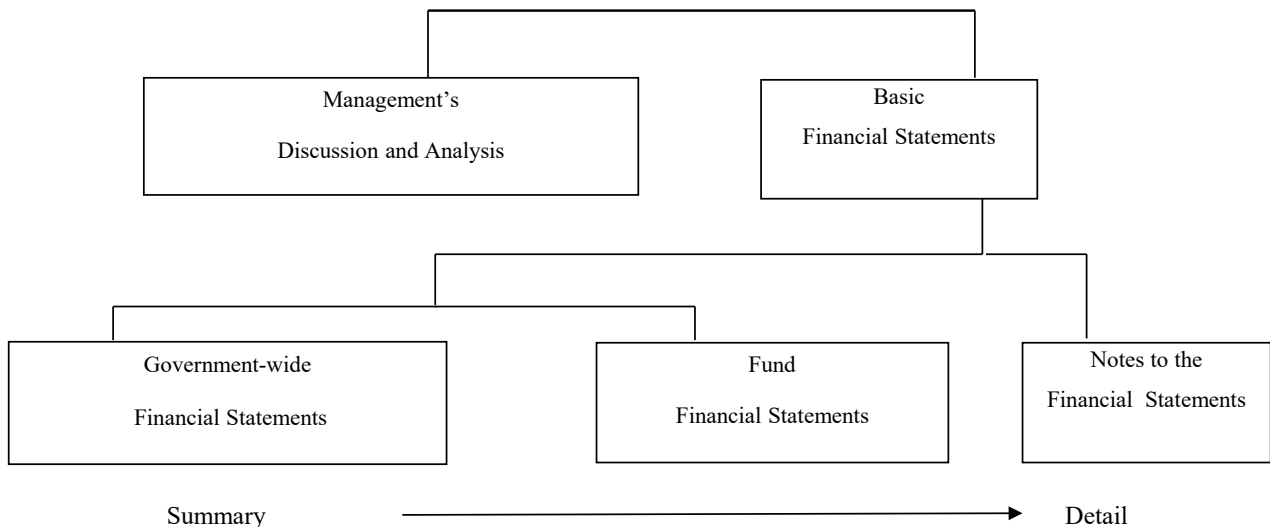 Management’s
Discussion and Analysis
Basic
Financial Statements
Government-wide
Financial Statements
Fund
Financial Statements
Notes to the
Financial Statements
Summary
Detail